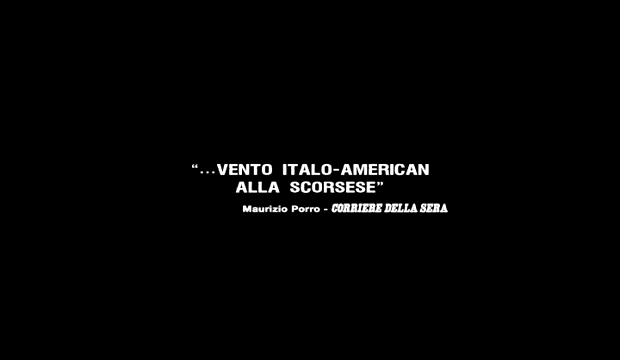 “...VENTO ITALO-AMERICAN
ALLA SCORSESE”
Maurizio Porro - CORRIERE DELLA SERA